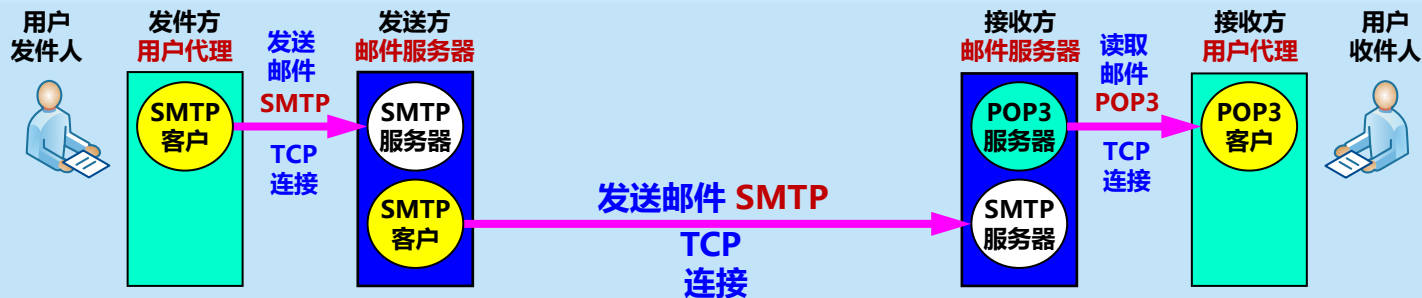 用户
发件人
发件方
用户代理
发送
邮件
SMTP
TCP
连接
发送方
邮件服务器
接收方
邮件服务器
读取
邮件
POP3
TCP
连接
接收方
用户代理
用户
收件人
SMTP
客户
SMTP
服务器
SMTP
客户
发送邮件 SMTP
TCP
连接
POP3
服务器
SMTP
服务器
POP3
客户